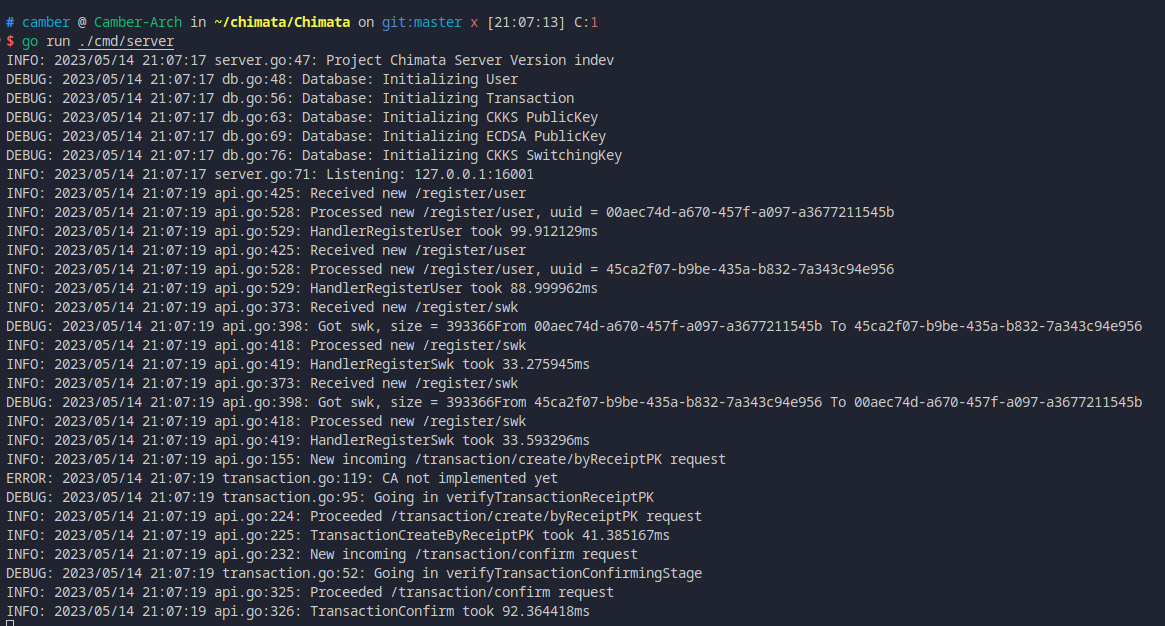 # camber @ Camber-Arch in ~/chimata/Chimata on git:master x [21:07:13] C:1
$ go run ./cmd/server
INFO: 2023/05/14 21:07:17 server.go:47: Project Chimata Server Version indev
DEBUG: 2023/05/14 21:07:17 db.go:48: Database: Initializing User
DEBUG: 2023/05/14 21:07:17 db.go:56: Database: Initializing Transaction
DEBUG: 2023/05/14 21:07:17 db.go:63: Database: Initializing CKKS PublicKey
DEBUG: 2023/05/14 21:07:17 db.go:69: Database: Initializing ECDSA PublicKey
DEBUG: 2023/05/14 21:07:17 db.go:76: Database: Initializing CKKS SwitchingKey
INFO: 2023/05/14 21:07:17 server.go:71: Listening: 127.0.0.1:16001
INFO: 2023/05/14 21:07:19 api.go:425: Received new /register/user
INFO: 2023/05/14 21:07:19 api.go:528: Processed new /register/user, uuid = 00aec74d-a670-457f-a097-a3677211545b
INFO: 2023/05/14 21:07:19 api.go:529: HandlerRegisterUser took 99.912129ms
INFO: 2023/05/14 21:07:19 api.go:425: Received new /register/user
INFO: 2023/05/14 21:07:19 api.go:528: Processed new /register/user, uuid = 45ca2f07-b9be-435a-b832-7a343c94e956
INFO: 2023/05/14 21:07:19 api.go:529: HandlerRegisterUser took 88.999962ms
INFO: 2023/05/14 21:07:19 api.go:373: Received new /register/swk
DEBUG: 2023/05/14 21:07:19 api.go:398: Got swk, size = 393366From 00aec74d-a670-457f-a097-a3677211545b To 45ca2f07-b9be-435a-b832-7a343c94e956
INFO: 2023/05/14 21:07:19 api.go:418: Processed new /register/swk
INFO: 2023/05/14 21:07:19 api.go:419: HandlerRegisterSwk took 33.275945ms
INFO: 2023/05/14 21:07:19 api.go:373: Received new /register/swk
DEBUG: 2023/05/14 21:07:19 api.go:398: Got swk, size = 393366From 45ca2f07-b9be-435a-b832-7a343c94e956 To 00aec74d-a670-457f-a097-a3677211545b
INFO: 2023/05/14 21:07:19 api.go:418: Processed new /register/swk
INFO: 2023/05/14 21:07:19 api.go:419: HandlerRegisterSwk took 33.593296ms
INFO: 2023/05/14 21:07:19 api.go:155: New incoming /transaction/create/byReceiptPK request
ERROR: 2023/05/14 21:07:19 transaction.go:119: CA not implemented yet
DEBUG: 2023/05/14 21:07:19 transaction.go:95: Going in verifyTransactionReceiptPK
INFO: 2023/05/14 21:07:19 api.go:224: Proceeded /transaction/create/byReceiptPK request
INFO: 2023/05/14 21:07:19 api.go:225: TransactionCreateByReceiptPK took 41.385167ms
INFO: 2023/05/14 21:07:19 api.go:232: New incoming /transaction/confirm request
DEBUG: 2023/05/14 21:07:19 transaction.go:52: Going in verifyTransactionConfirmingStage
INFO: 2023/05/14 21:07:19 api.go:325: Proceeded /transaction/confirm request
INFO: 2023/05/14 21:07:19 api.go:326: TransactionConfirm took 92.364418ms